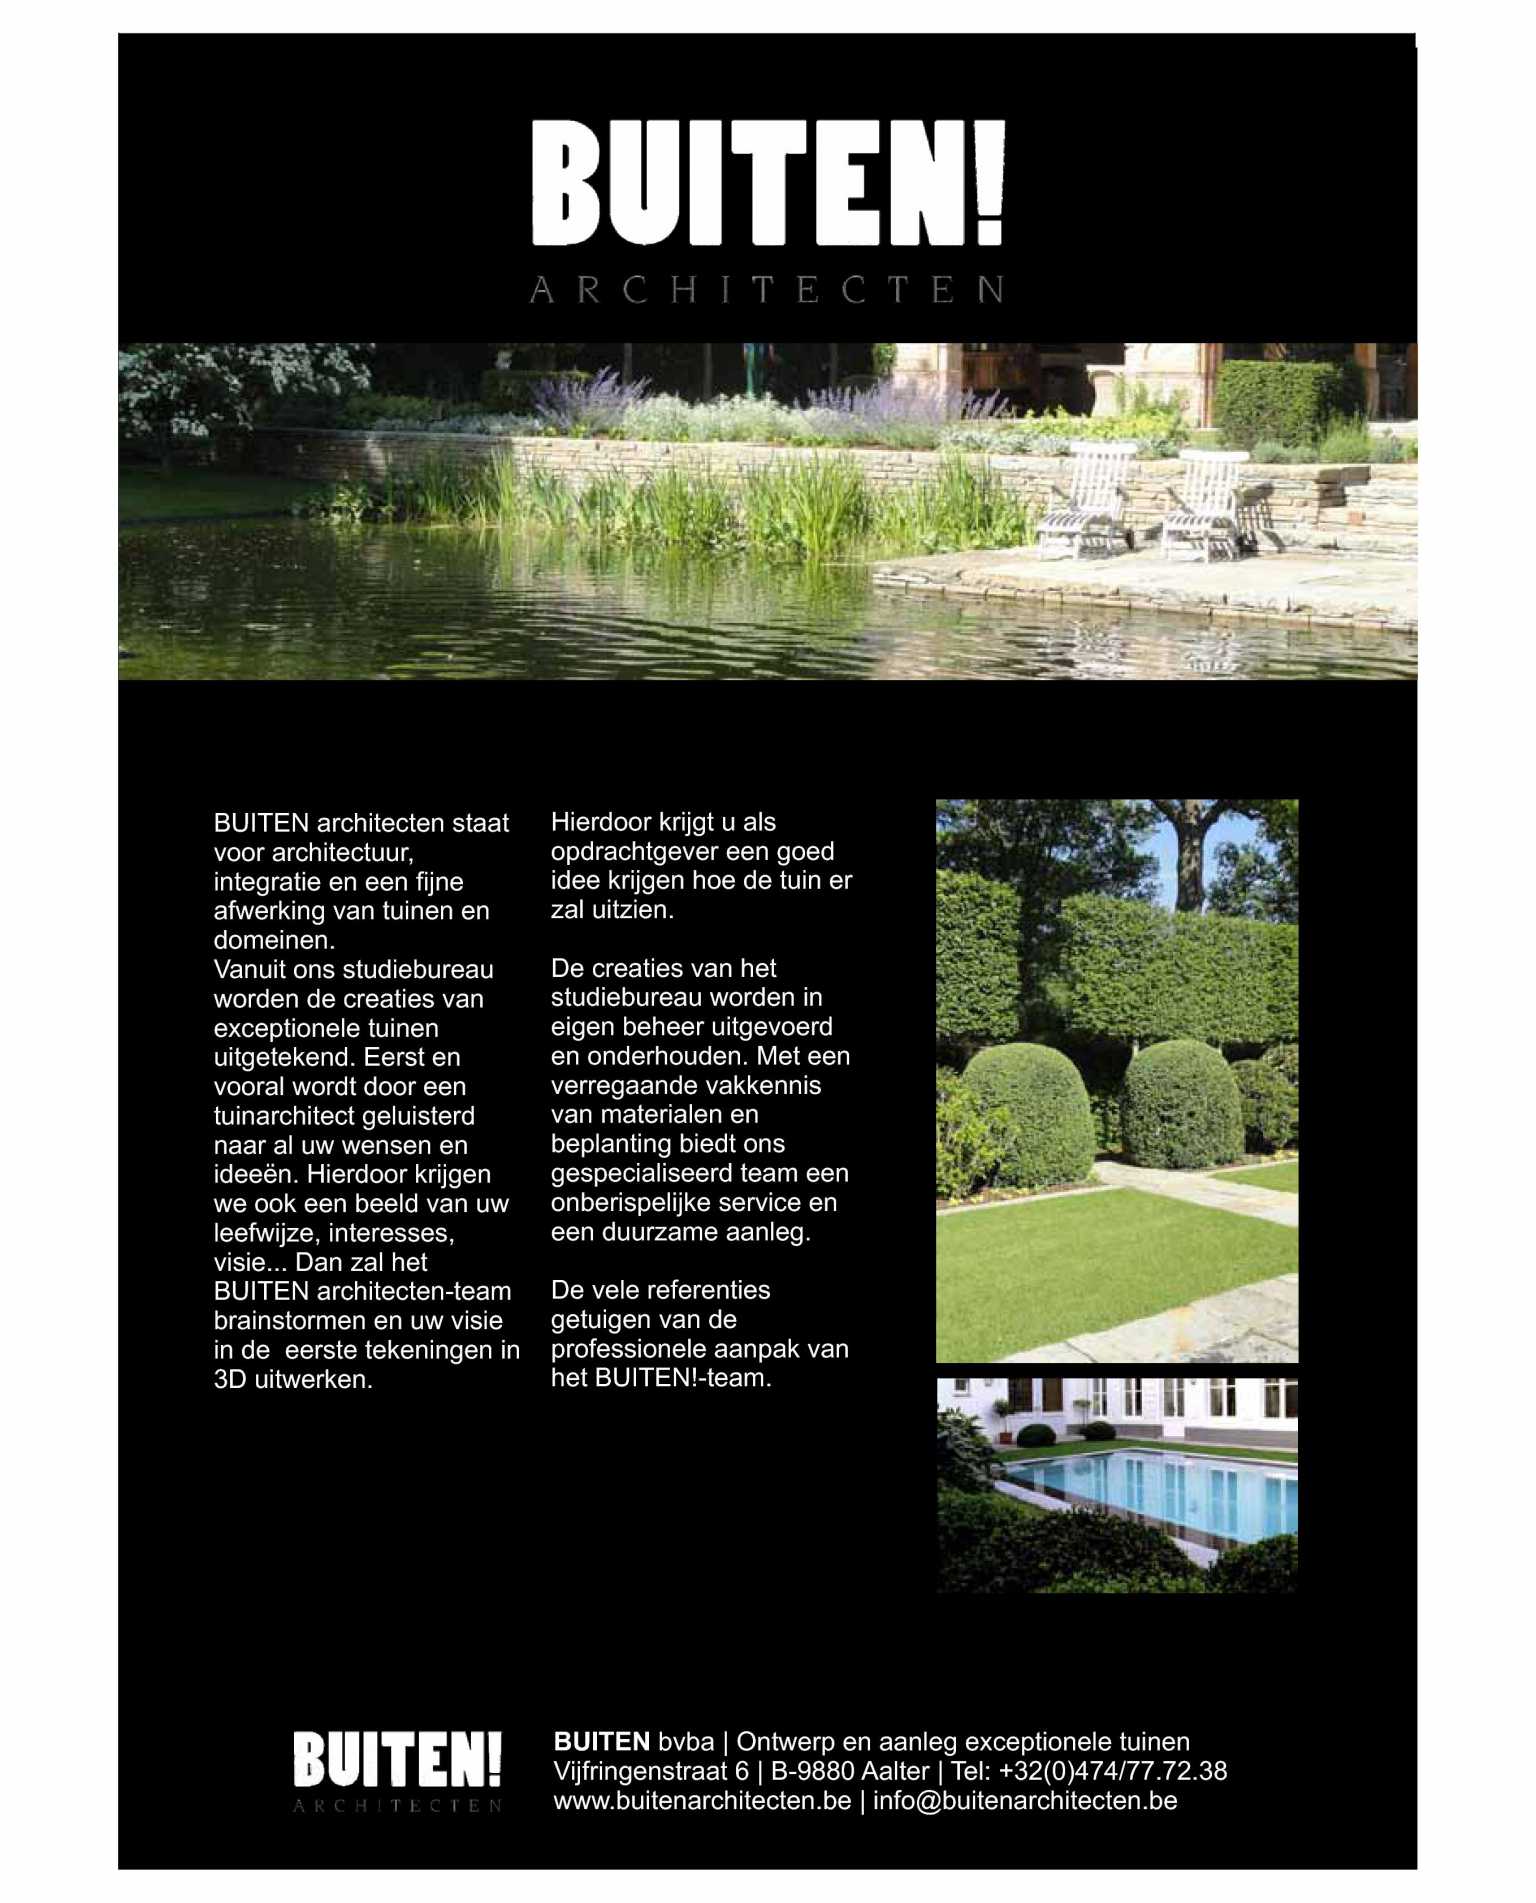 BUITEN!
ARCHITECTEN
BUITEN architecten staat
voor architectuur,
integratie en een fijne
afwerking van tuinen en
domeinen.
Vanuit ons studiebureau
worden de creaties van
exceptionele tuinen
uitgetekend. Eerst en
vooral wordt door een
tuinarchitect geluisterd
naar al uw wensen en
ideeën. Hierdoor krijgen
we ook een beeld van uw
leefwijze, interesses,
visie... Dan zal het
BUITEN architecten-team
brainstormen en uw visie
in de  eerste tekeningen in
3D uitwerken.
Hierdoor krijgt u als
opdrachtgever een goed
idee krijgen hoe de tuin er
zal uitzien.
De creaties van het
studiebureau worden in
eigen beheer uitgevoerd
en onderhouden. Met een
verregaande vakkennis
van materialen en
beplanting biedt ons
gespecialiseerd team een
onberispelijke service en
een duurzame aanleg.
De vele referenties
getuigen van de
professionele aanpak van
het BUITEN!-team.
BUITEN!
ARCHITECTEN
BUITEN bvba | Ontwerp en aanleg exceptionele tuinen
Vijfringenstraat 6 | B-9880 Aalter | Tel: +32(0)474/77.72.38
www.buitenarchitecten.be | info@buitenarchitecten.be